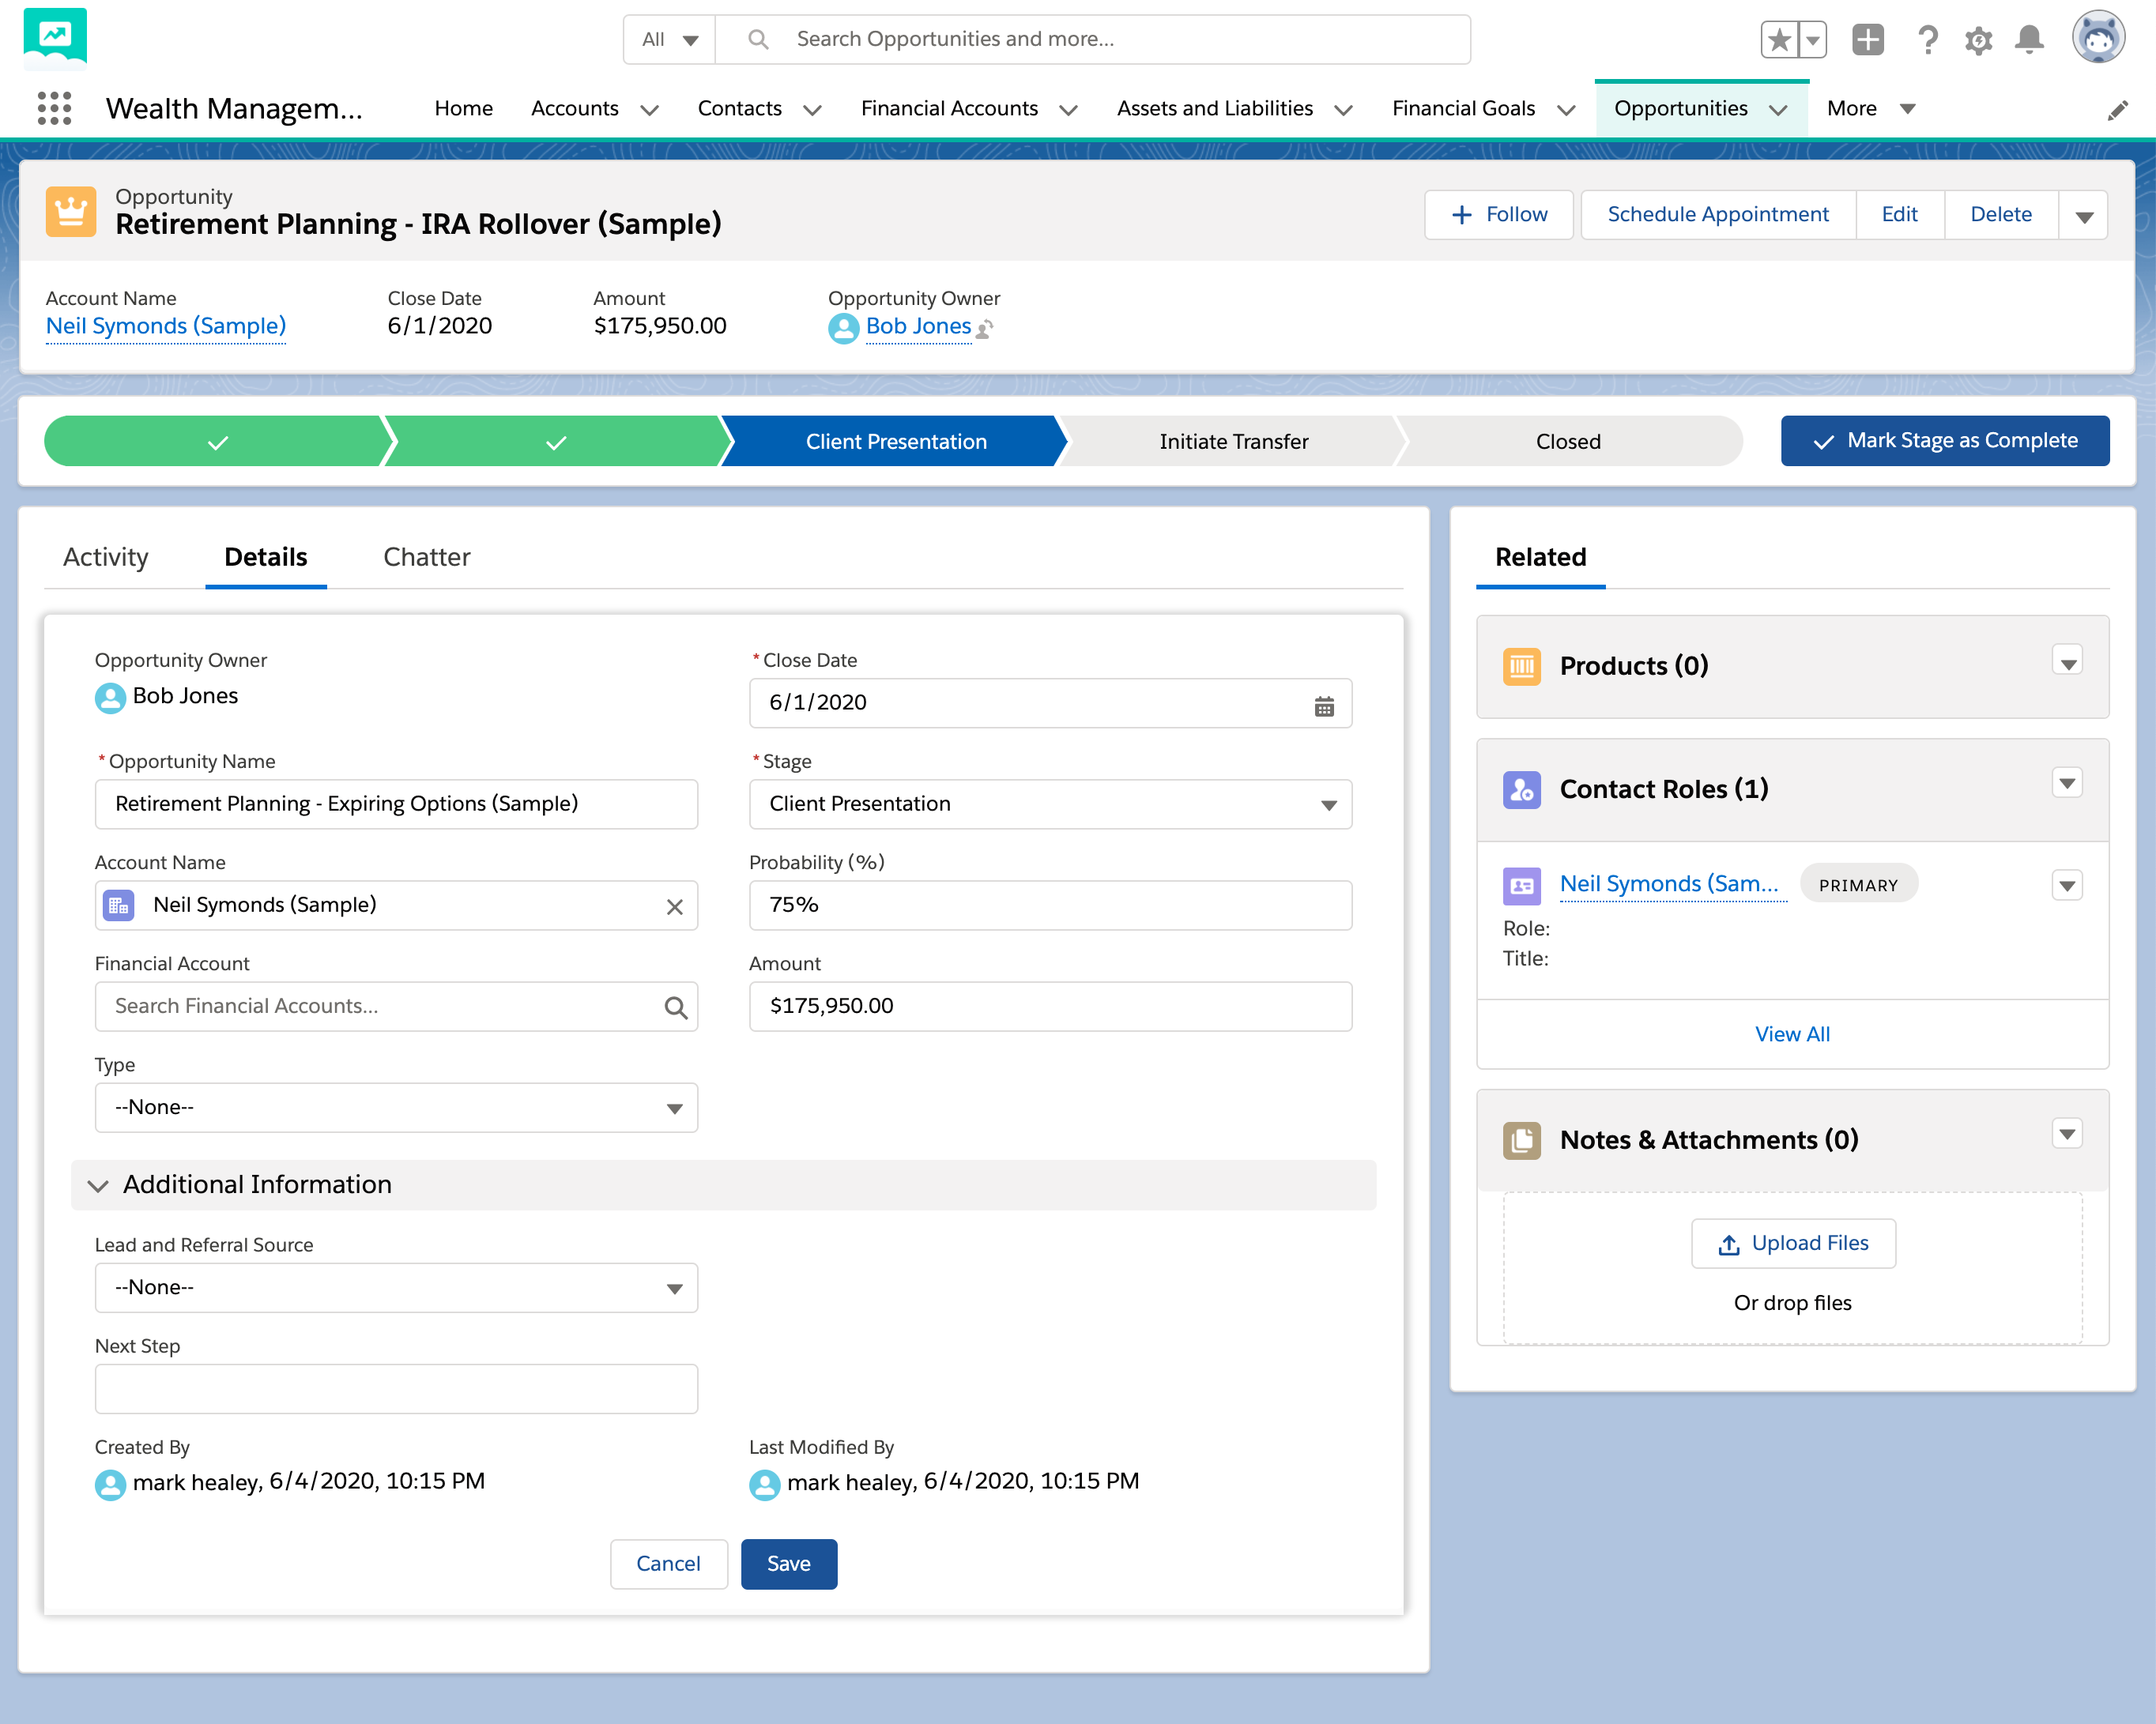 All
Search Opportunities and more...
Wealth Managem...
Home
Accounts
Contacts
Financial Accounts
Assets and Liabilities
Financial Goals
Opportunities
More
Opportunity
Retirement Planning - IRA Rollover (Sample)
Follow
Schedule Appointment
Edit
Delete
Account Name
Close Date
Amount
Opportunity Owner
Neil Symonds (Sample)
6/1/2020
$175,950.00
Bob Jones
Client Presentation
Initiate Transfer
Closed
Mark Stage as Complete
Activity
Details
Chatter
Opportunity Owner
Bob Jones
*Close Date
6/1/2020
*Opportunity Name
Retirement Planning - Expiring Options (Sample)
*Stage
Client Presentation
Account Name
Neil Symonds (Sample)
Probability (%)
75%
Financial Account
Search Financial Accounts...
Amount
$175,950.00
Type
--None--
Additional Information
Lead and Referral Source
--None--
Next Step
Created By
mark healey, 6/4/2020, 10:15 PM
Last Modified By
mark healey, 6/4/2020, 10:15 PM
Cancel
Save
Related
Products (0)
Contact Roles (1)
Neil Symonds (Sam...
PRIMARY
Role:
Title:
View All
Notes & Attachments (0)
Upload Files
Or drop files